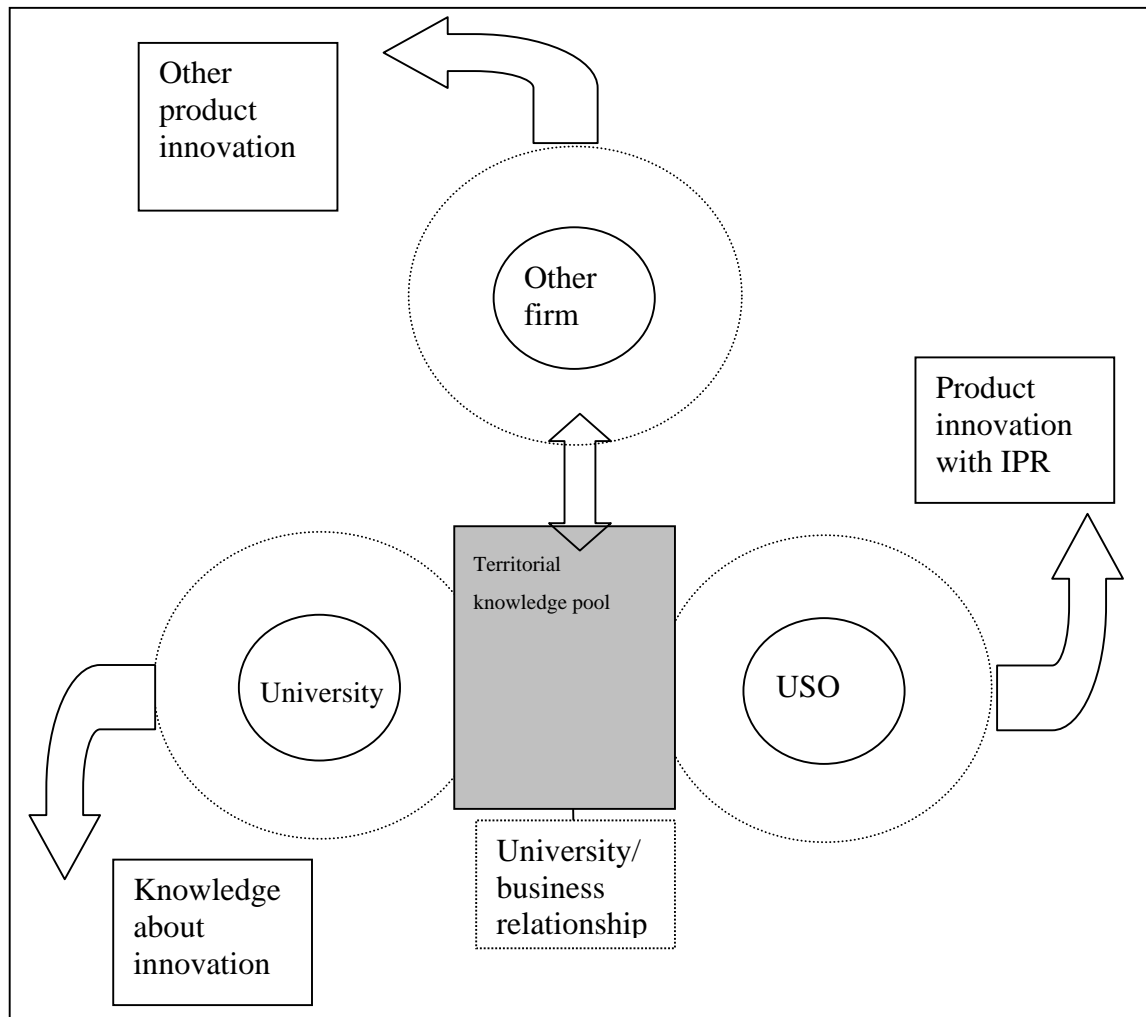 Other
product
innovation
Other
firm
Product
innovation
with IPR
Territorial
knowledge pool
University
USO
University/
business
relationship
Knowledge
about
innovation